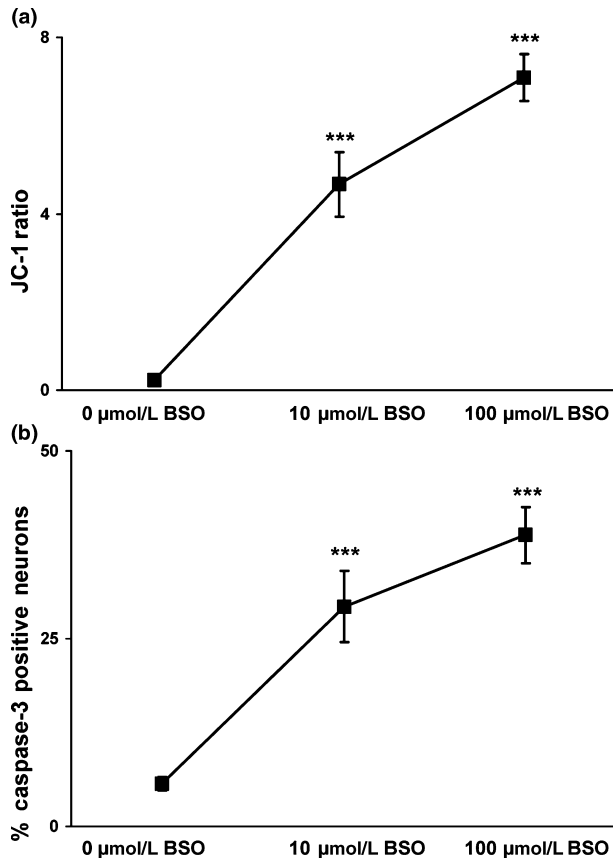 (a)
8
***
***
4
JC-1 ratio
0
0 µmol/L BSO 10 µmol/L BSO 100 µmol/L BSO
(b)
50
***
***
25
% caspase-3 positive neurons
0
0 µmol/L BSO 10 µmol/L BSO 100 µmol/L BSO